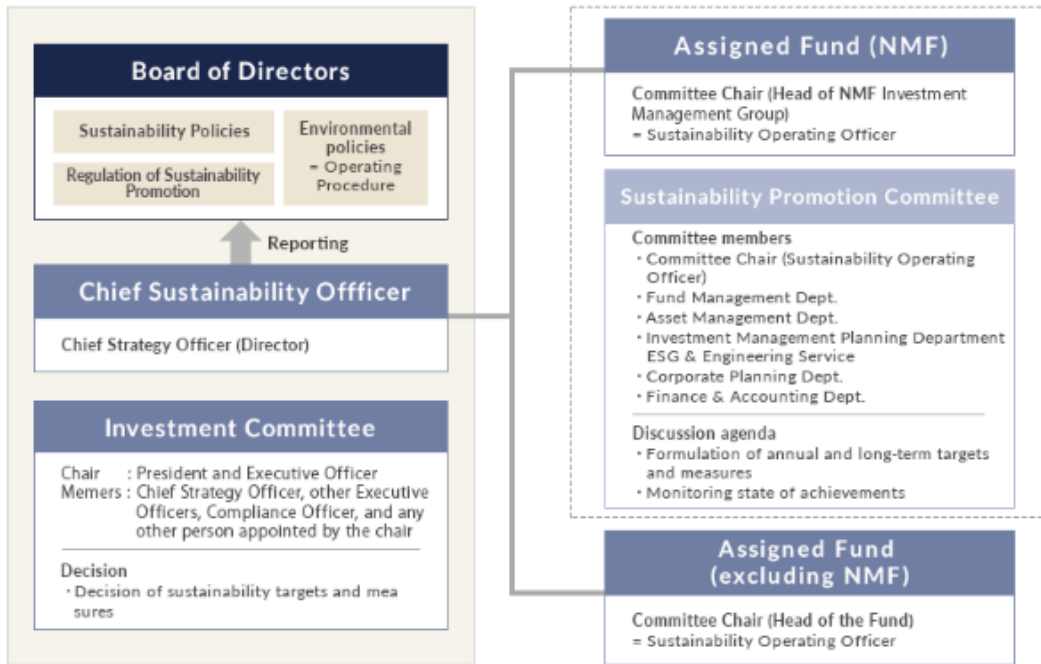 Board of Directors
Sustainability Policies
Regulation of Sustainability
Promotion
Environmental
policies
= Operating
Procedure
Reporting
Chief Sustainability Offfficer
Chief Strategy Officer (Director)
Investment Committee
Chair : President and Executive Officer
Memers : Chief Strategy Officer, other Executive
Officers, Compliance Officer, and any
other person appointed by the chair
Decision
・Decision of sustainability targets and mea
sures
Assigned Fund (NMF)
Committee Chair (Head of NMF Investment
Management Group)
= Sustainability Operating Officer
Sustainability Promotion Committee
Committee members
・Committee Chair (Sustainability Operating
Officer)
・Fund Management Dept.
・Asset Management Dept.
・Investment Management Planning Department
ESG & Engineering Service
・Corporate Planning Dept.
・Finance & Accounting Dept.
Discussion agenda
・Formulation of annual and long-term targets
and measures
・Monitoring state of achievements
Assigned Fund
(excluding NMF)
Committee Chair (Head of the Fund)
= Sustainability Operating Officer